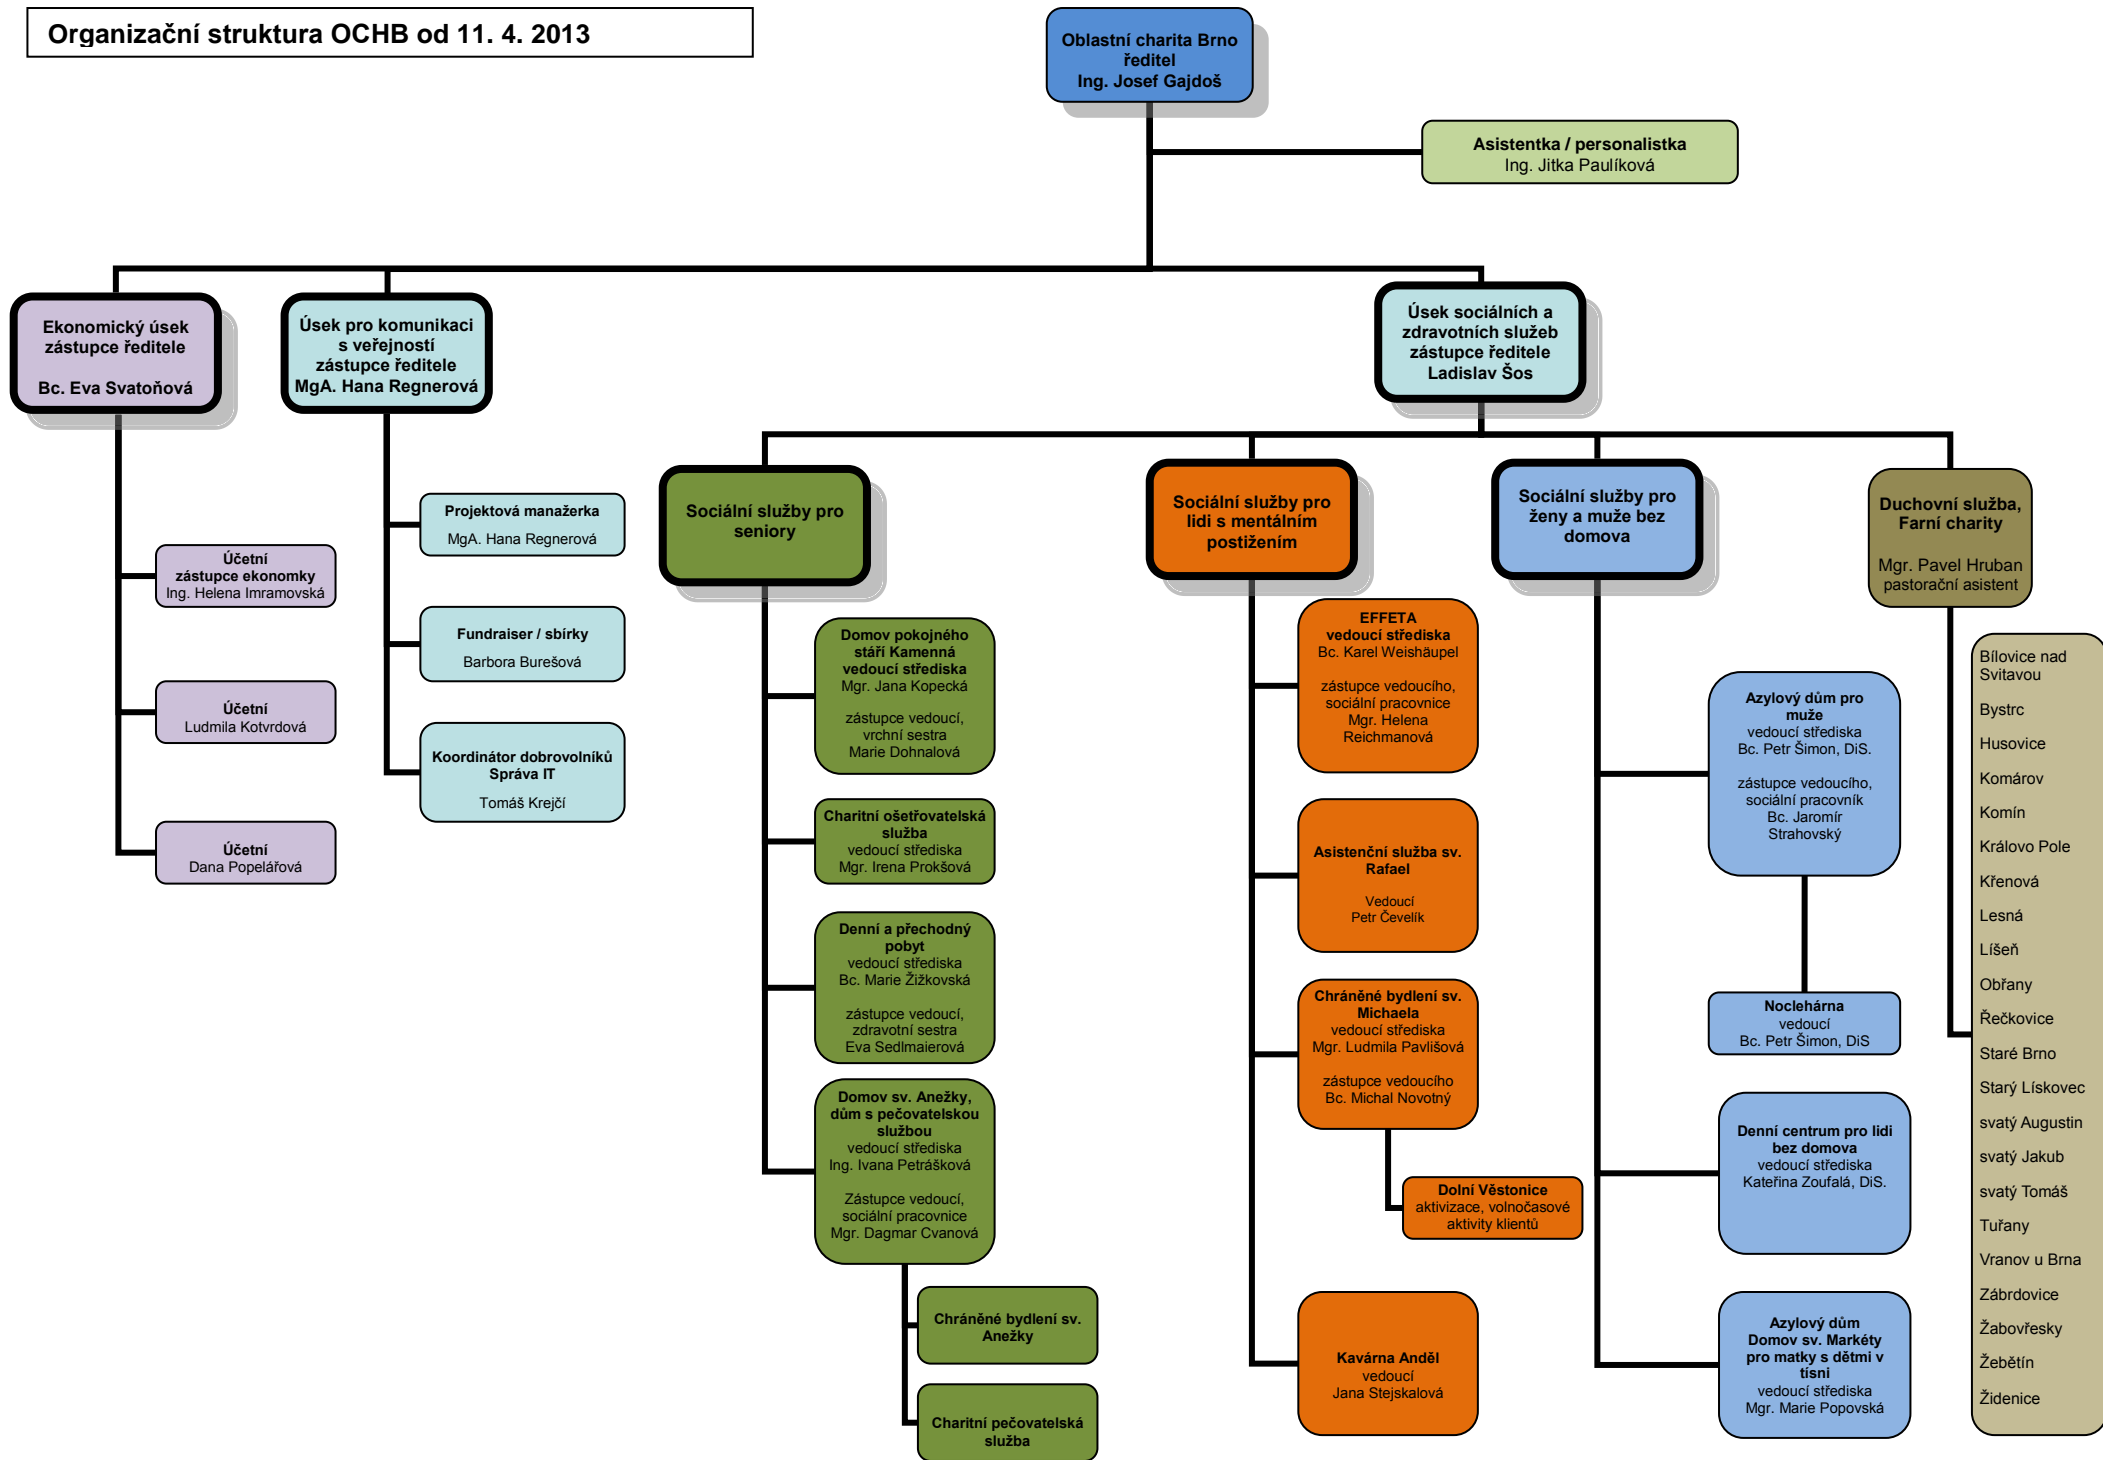 Organizační struktura OCHB od 11. 4. 2013
Oblastní charita Brno
ředitel
Ing. Josef Gajdoš
Asistentka / personalistka
Ing. Jitka Paulíková
Ekonomický úsek
zástupce ředitele
Bc. Eva Svatoňová
Úsek pro komunikaci
s veřejností
zástupce ředitele
MgA. Hana Regnerová
Úsek sociálních a
zdravotních služeb
zástupce ředitele
Ladislav Šos
Účetní
zástupce ekonomky
Ing. Helena Imramovská
Účetní
Ludmila Kotvrdová
Účetní
Dana Popelářová
Projektová manažerka
MgA. Hana Regnerová
Fundraiser / sbírky
Barbora Burešová
Koordinátor dobrovolníků
Správa IT
Tomáš Krejčí
Sociální služby pro
seniory
Domov pokojného
stáří Kamenná
vedoucí střediska
Mgr. Jana Kopecká
zástupce vedoucí,
vrchní sestra
Marie Dohnalová
Charitní ošetřovatelská
služba
vedoucí střediska
Mgr. Irena Prokšová
Denní a přechodný
pobyt
vedoucí střediska
Bc. Marie Žižkovská
zástupce vedoucí,
zdravotní sestra
Eva Sedlmaierová
Domov sv. Anežky,
dům s pečovatelskou
službou
vedoucí střediska
Ing. Ivana Petrášková
Zástupce vedoucí,
sociální pracovnice
Mgr. Dagmar Cvanová
Chráněné bydlení sv.
Anežky
Charitní pečovatelská
služba
Sociální služby pro
lidi s mentálním
postižením
EFFETA
vedoucí střediska
Bc. Karel Weishäupel
zástupce vedoucího,
sociální pracovnice
Mgr. Helena
Reichmanová
Asistenční služba sv.
Rafael
Vedoucí
Petr Čevelík
Chráněné bydlení sv.
Michaela
vedoucí střediska
Mgr. Ludmila Pavlišová
zástupce vedoucího
Bc. Michal Novotný
Dolní Věstonice
aktivizace, volnočasové
aktivity klientů
Kavárna Anděl
vedoucí
Jana Stejskalová
Sociální služby pro
ženy a muže bez
domova
Azylový dům pro
muže
vedoucí střediska
Bc. Petr Šimon, DiS.
zástupce vedoucího,
sociální pracovník
Bc. Jaromír
Strahovský
Noclehárna
vedoucí
Bc. Petr Šimon, DiS
Denní centrum pro lidi
bez domova
vedoucí střediska
Kateřina Zoufalá, DiS.
Azylový dům
Domov sv. Markéty
pro matky s dětmi v
tísni
vedoucí střediska
Mgr. Marie Popovská
Duchovní služba,
Farní charity
Mgr. Pavel Hruban
pastorační asistent
Bílovice nad
Svitavou
Bystrc
Husovice
Komárov
Komín
Královo Pole
Křenová
Lesná
Líšeň
Obřany
Řečkovice
Staré Brno
Starý Lískovec
svatý Augustin
svatý Jakub
svatý Tomáš
Tuřany
Vranov u Brna
Zábrdovice
Žabovřesky
Žebětín
Židenice